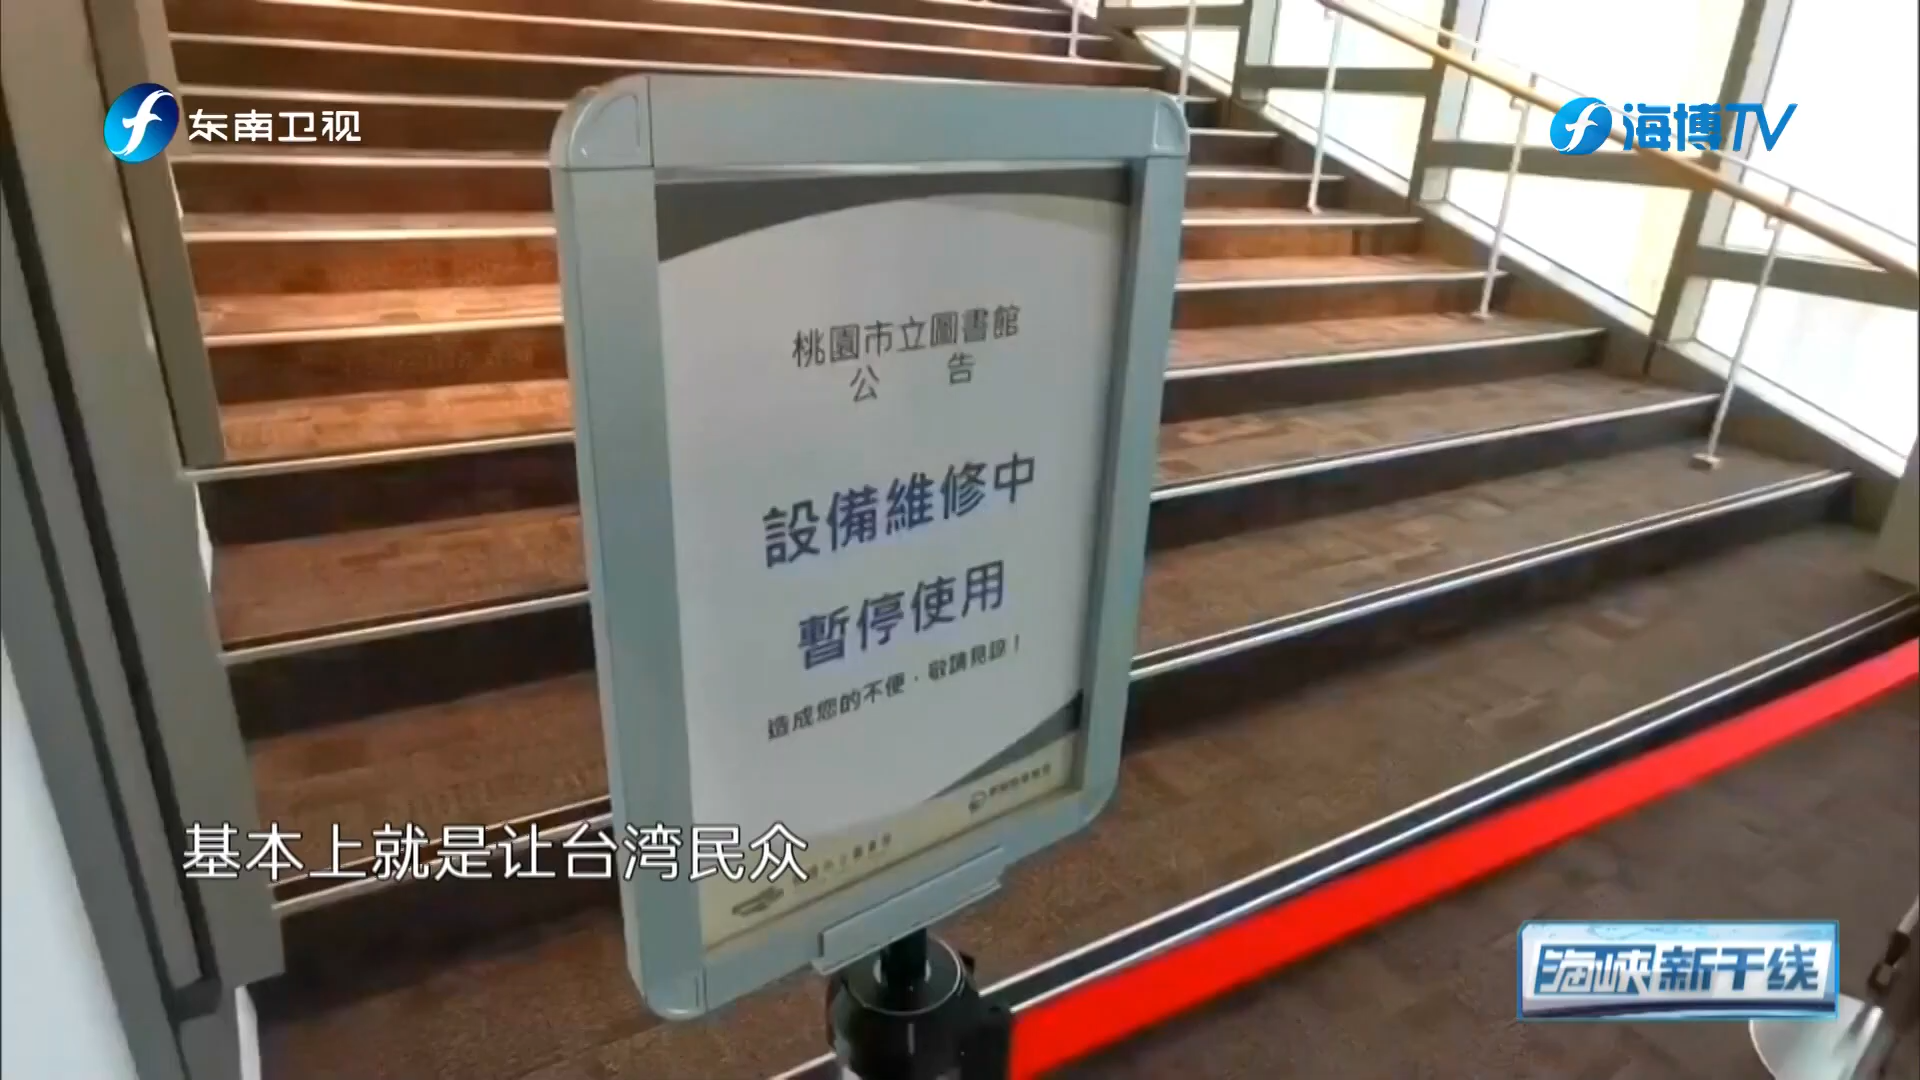 东南卫视
海博TV
桃園市立圖書館
公告
設備維修中
暫停使用
造成您的不便，敬請見諒！
基本上就是让台湾民众
海峡新干线